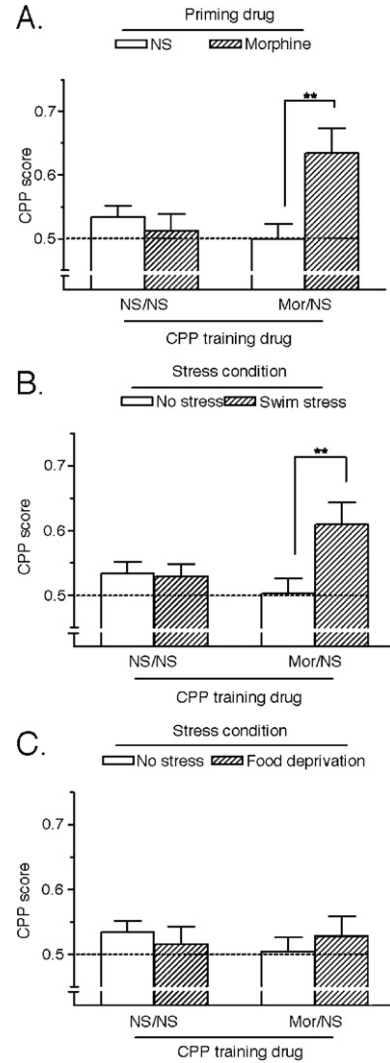 A.
Priming drug
NS Morphine
**
0.7
0.6
0.5
CPP score
NS/NS Mor/NS
CPP training drug
B.
Stress condition
No stress Swim stress
**
0.7
0.6
0.5
CPP score
NS/NS Mor/NS
CPP training drug
C.
Stress condition
No stress Food deprivation
0.7
0.6
0.5
CPP score
NS/NS Mor/NS
CPP training drug